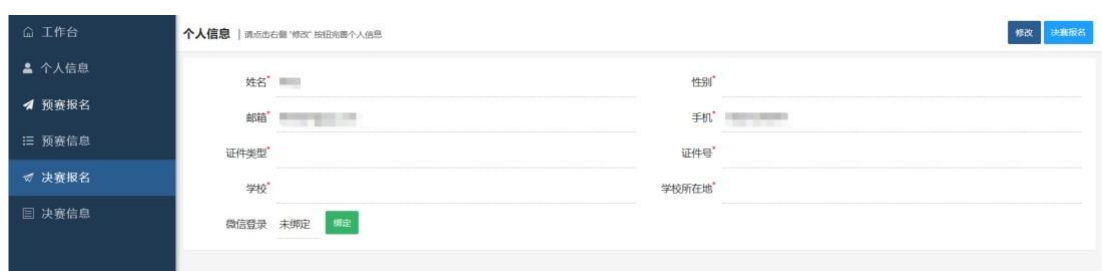 工作台
个人信息
预赛报名
预赛信息
决赛报名
决赛信息
个人信息 | 请点击右侧“修改”按钮完善个人信息
修改 决赛报名
姓名* 性别*
邮箱* 手机*
证件类型* 证件号*
学校* 学校所在地*
微信登录 未绑定 绑定